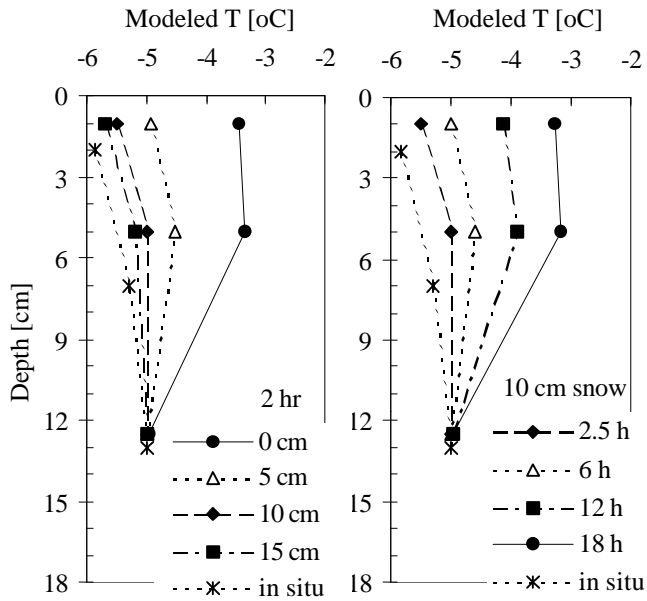 Modeled T [oC]
-6 -5 -4 -3 -2
0
3
6
9
12
15
18
Depth [cm]
2 hr
0 cm
5 cm
10 cm
15 cm
in situ
Modeled T [oC]
-6 -5 -4 -3 -2
0
3
6
9
12
15
18
10 cm snow
2.5 h
6 h
12 h
18 h
in situ